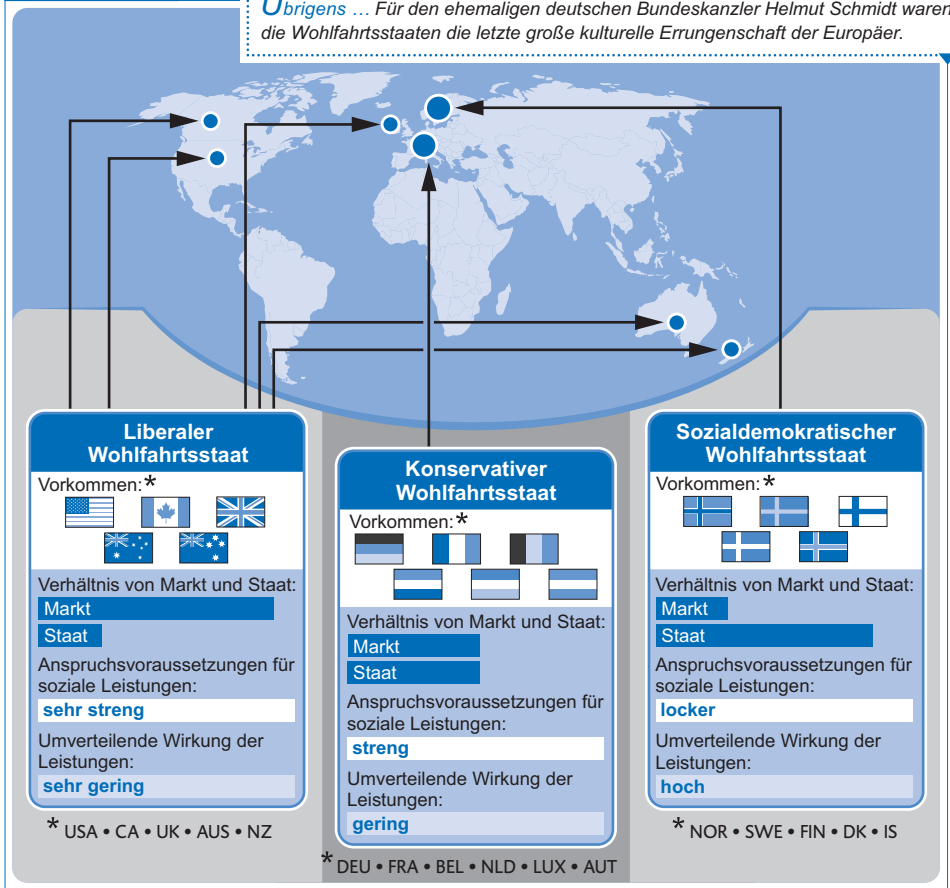 Übrigens … Für den ehemaligen deutschen Bundeskanzler Helmut Schmidt waren
die Wohlfahrtsstaaten die letzte große kulturelle Errungenschaft der Europäer.
Liberaler
Wohlfahrtsstaat
Vorkommen:*
Verhältnis von Markt und Staat:
Markt
Staat
Anspruchsvoraussetzungen für
soziale Leistungen:
sehr streng
Umverteilende Wirkung der
Leistungen:
sehr gering
* USA • CA • UK • AUS • NZ
Konservativer
Wohlfahrtsstaat
Vorkommen:*
Verhältnis von Markt und Staat:
Markt
Staat
Anspruchsvoraussetzungen für
soziale Leistungen:
streng
Umverteilende Wirkung der
Leistungen:
gering
* DEU • FRA • BEL • NLD • LUX • AUT
Sozialdemokratischer
Wohlfahrtsstaat
Vorkommen:*
Verhältnis von Markt und Staat:
Markt
Staat
Anspruchsvoraussetzungen für
soziale Leistungen:
locker
Umverteilende Wirkung der
Leistungen:
hoch
* NOR • SWE • FIN • DK • IS